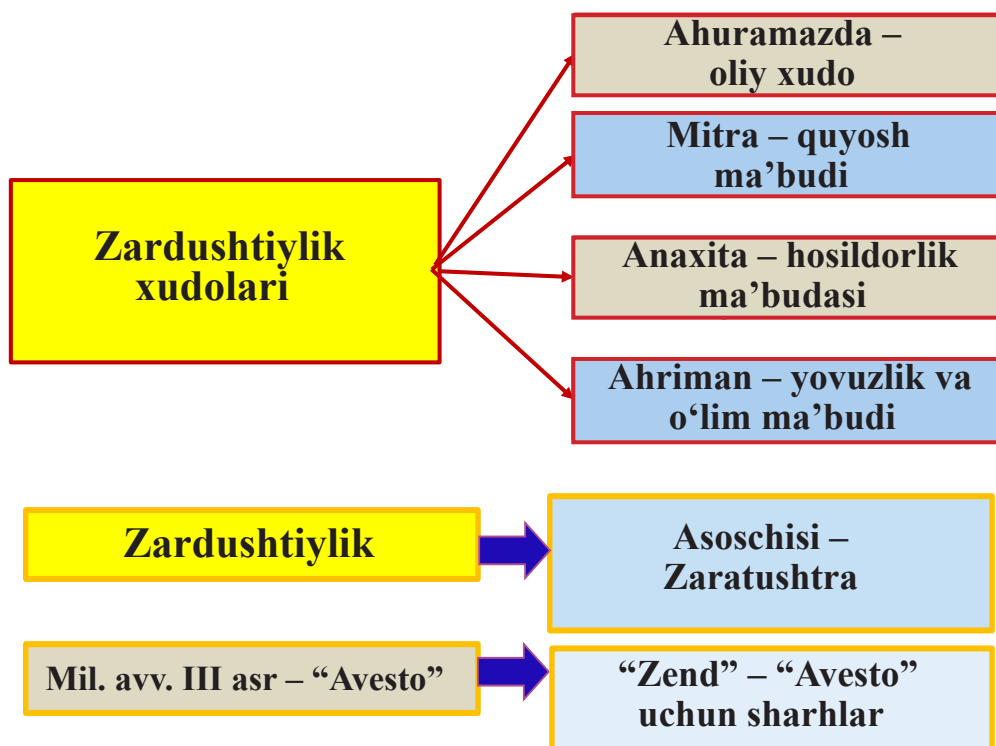 Ahuramazda –
oliy xudo
Mitra – quyosh
ma’budi
Zardushtiylik
xudolari
Anaxita – hosildorlik
ma’budasi
Ahriman – yovuzlik va
o‘lim ma’budi
Zardushtiylik
Asoschisi –
Zaratushtra
Mil. avv. III asr – “Avesto”
“Zend” – “Avesto”
uchun sharhlar